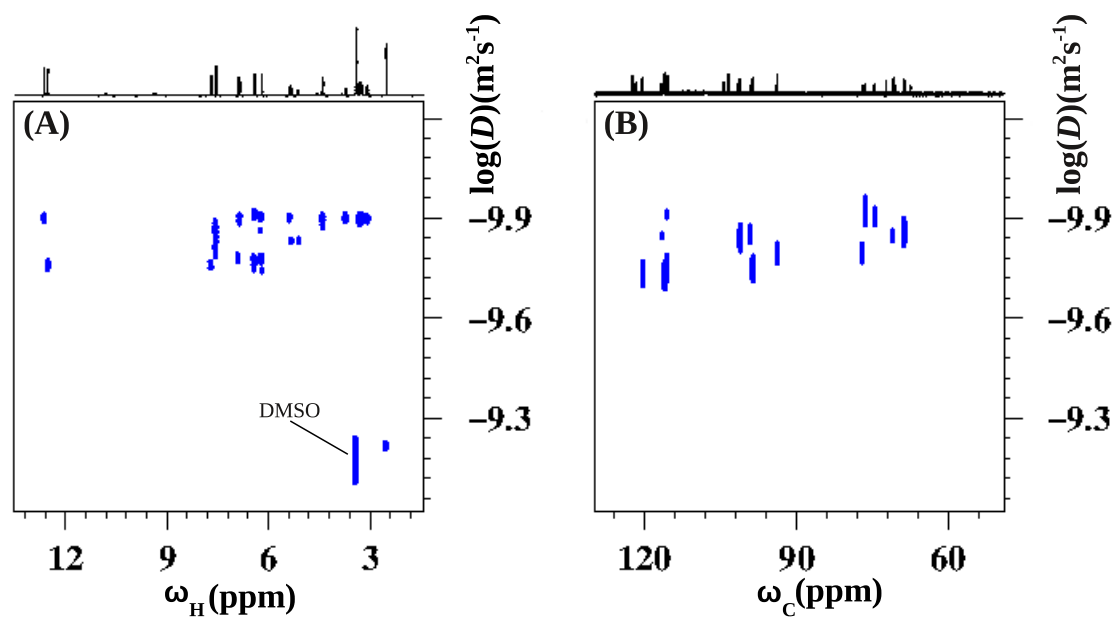 (A)
log(D)(m²s⁻¹)
−9.9
−9.6
−9.3
DMSO
12 9 6 3
ωH(ppm)
(B)
log(D)(m²s⁻¹)
−9.9
−9.6
−9.3
120 90 60
ωC(ppm)